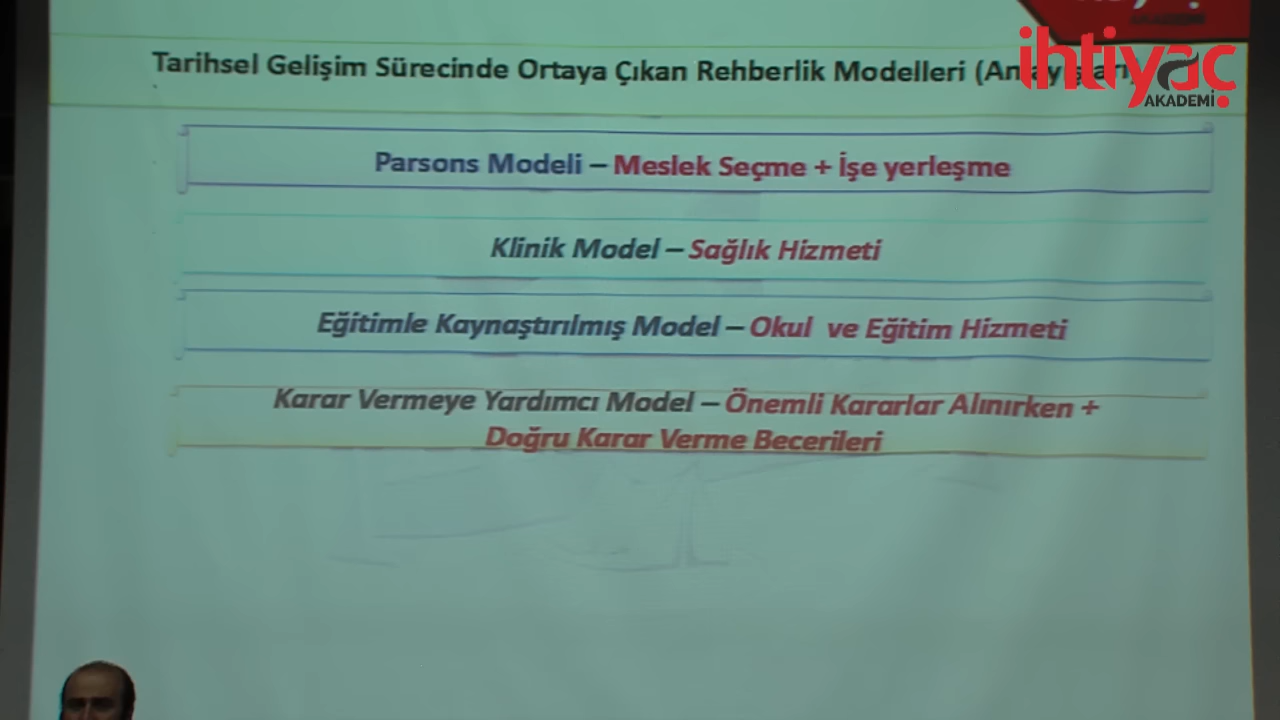 ihtiyaç
AKADEMİ
Tarihsel Gelişim Sürecinde Ortaya Çıkan Rehberlik Modelleri
Parsons Modeli – Meslek Seçme + İşe yerleşme
Klinik Model – Sağlık Hizmeti
Eğitimle Kaynaştırılmış Model – Okul ve Eğitim Hizmeti
Karar Vermeye Yardımcı Model – Önemli Kararlar Alınırken +
Doğru Karar Verme Becerileri